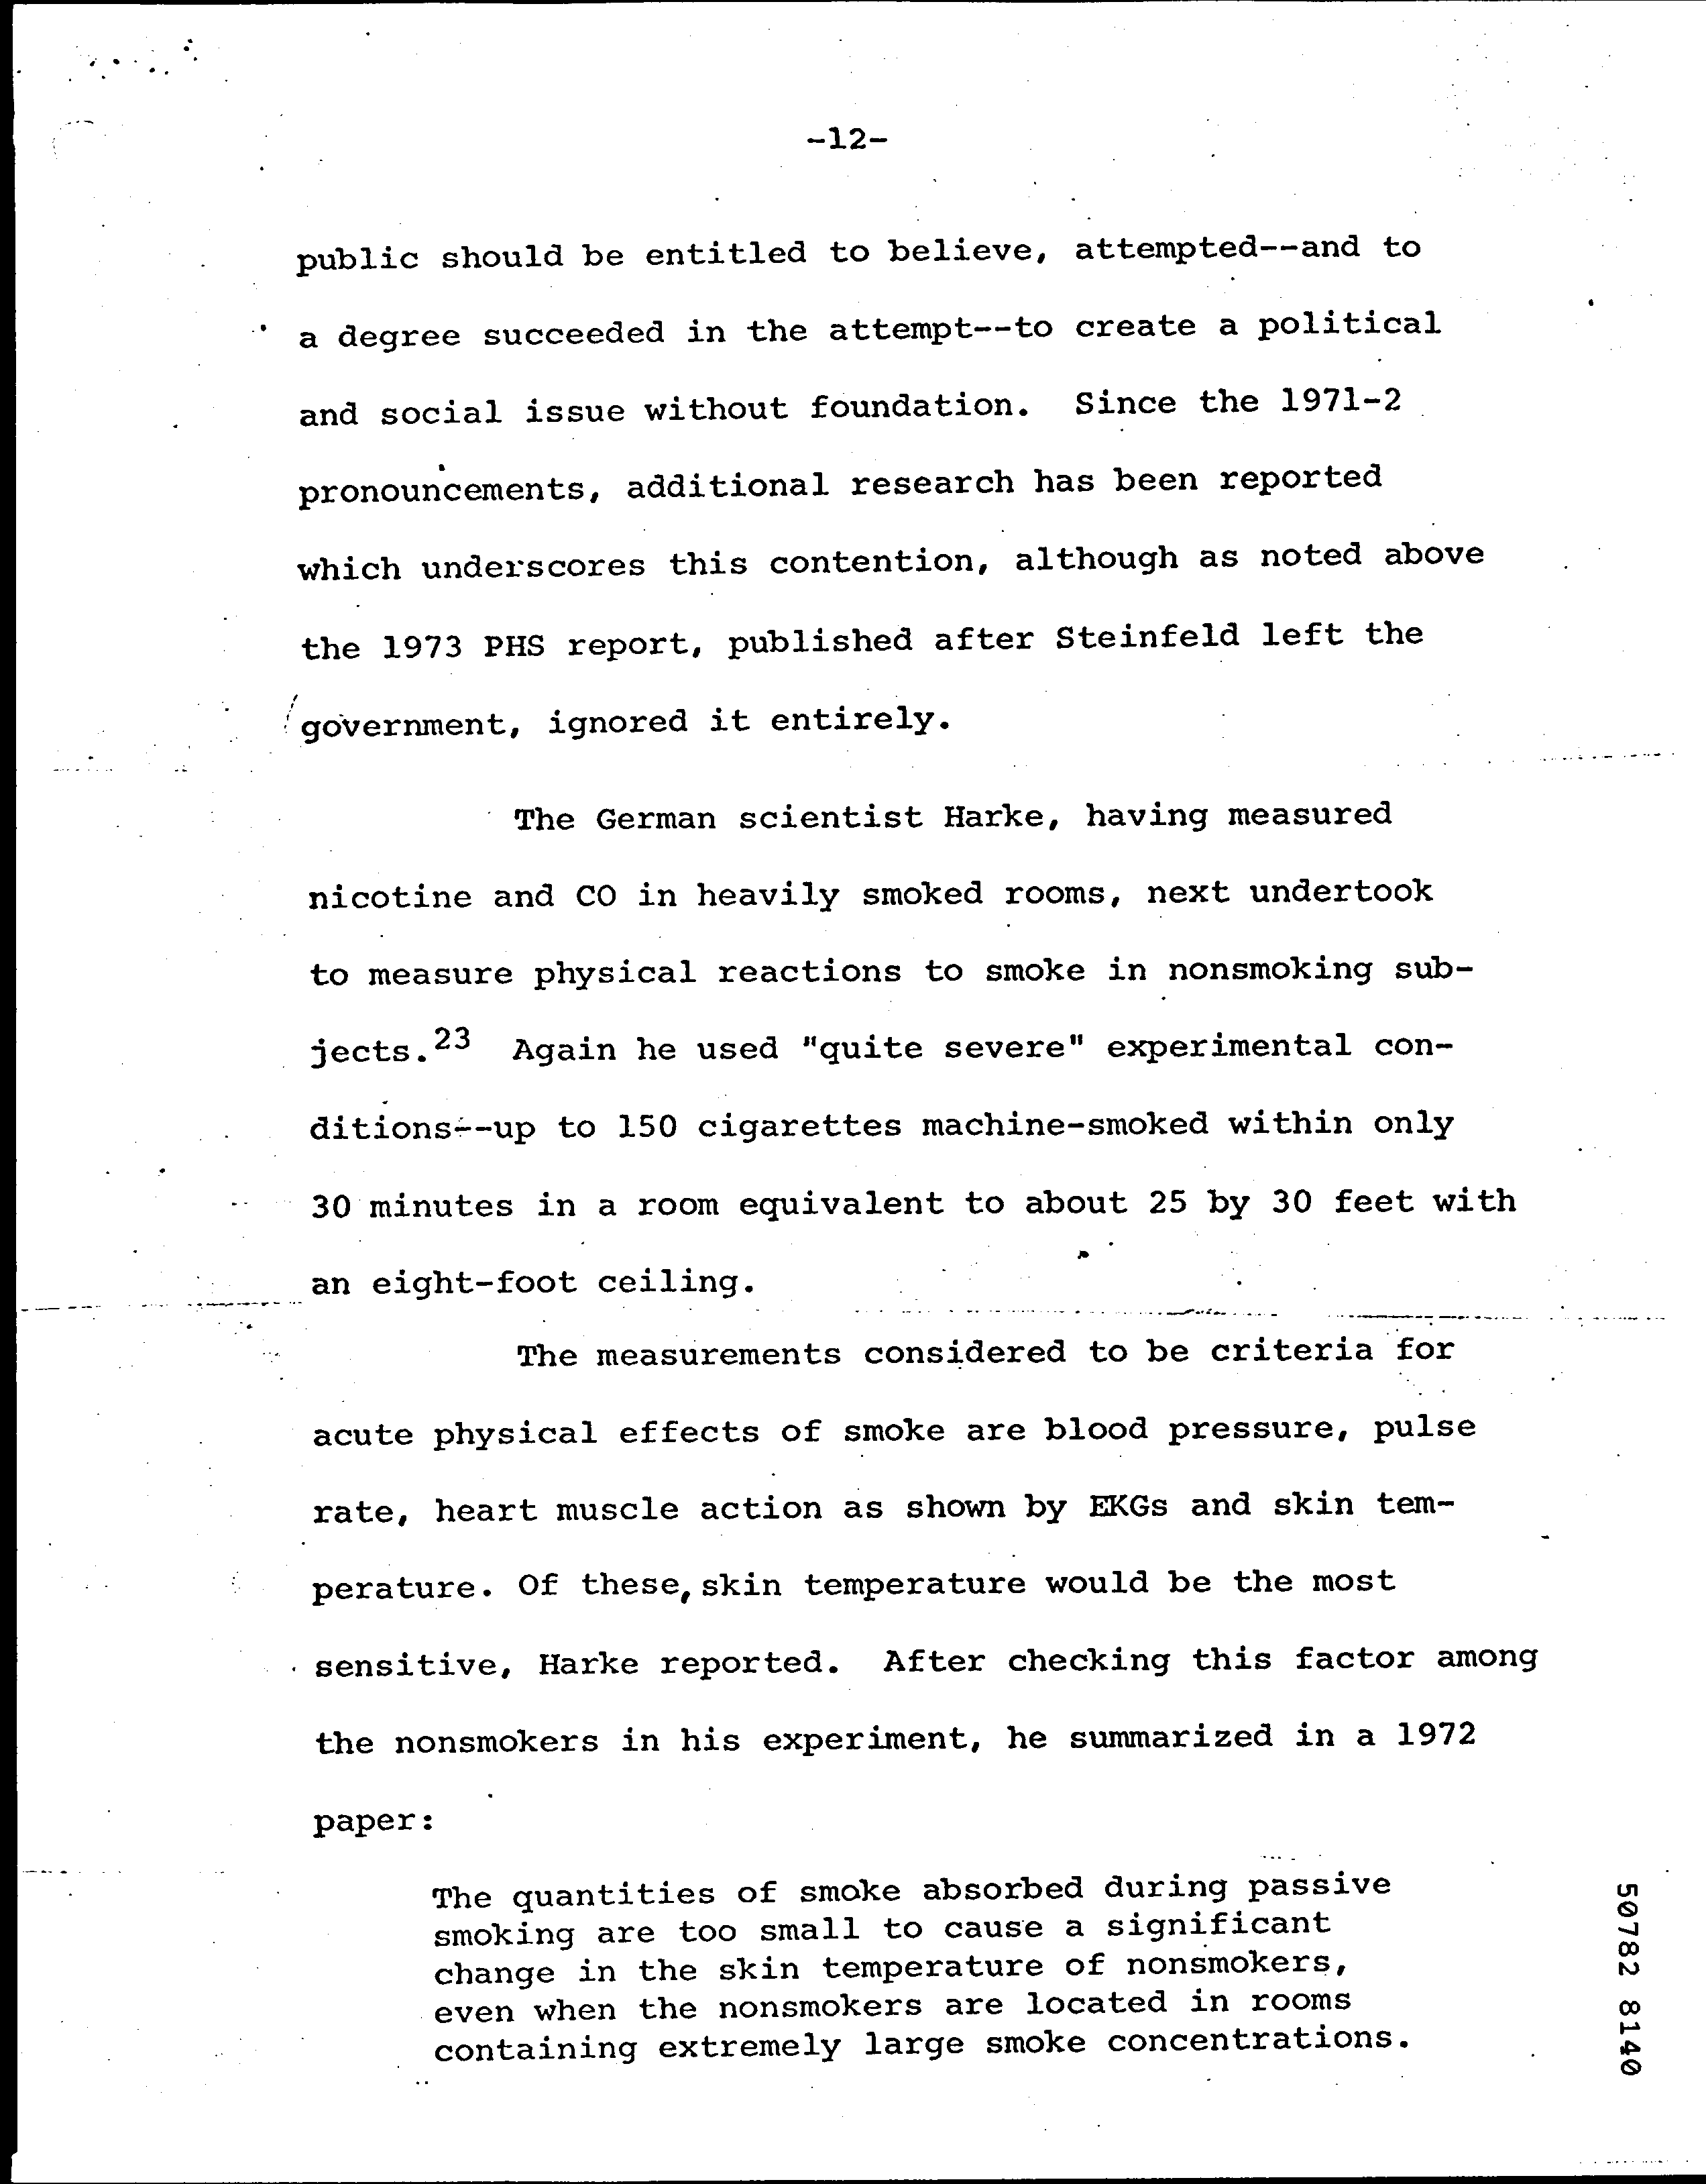 -12-
public should be entitled to believe, attempted--and to
a degree succeeded in the attempt--to create a political
and social issue without foundation. Since the 1971-2
pronouncements, additional research has been reported
which underscores this contention, although as noted above
the 1973 PHS report, published after Steinfeld left the
government, ignored it entirely.
The German scientist Harke, having measured
nicotine and CO in heavily smoked rooms, next undertook
to measure physical reactions to smoke in nonsmoking sub-
jects.23 Again he used "quite severe" experimental con-
ditions--up to 150 cigarettes machine-smoked within only
30 minutes in a room equivalent to about 25 by 30 feet with
an eight-foot ceiling.
The measurements considered to be criteria for
acute physical effects of smoke are blood pressure, pulse
rate, heart muscle action as shown by EKGs and skin tem-
perature. Of these, skin temperature would be the most
sensitive, Harke reported. After checking this factor among
the nonsmokers in his experiment, he summarized in a 1972
paper:
The quantities of smoke absorbed during passive
smoking are too small to cause a significant
change in the skin temperature of nonsmokers,
even when the nonsmokers are located in rooms
containing extremely large smoke concentrations.
50782 8140